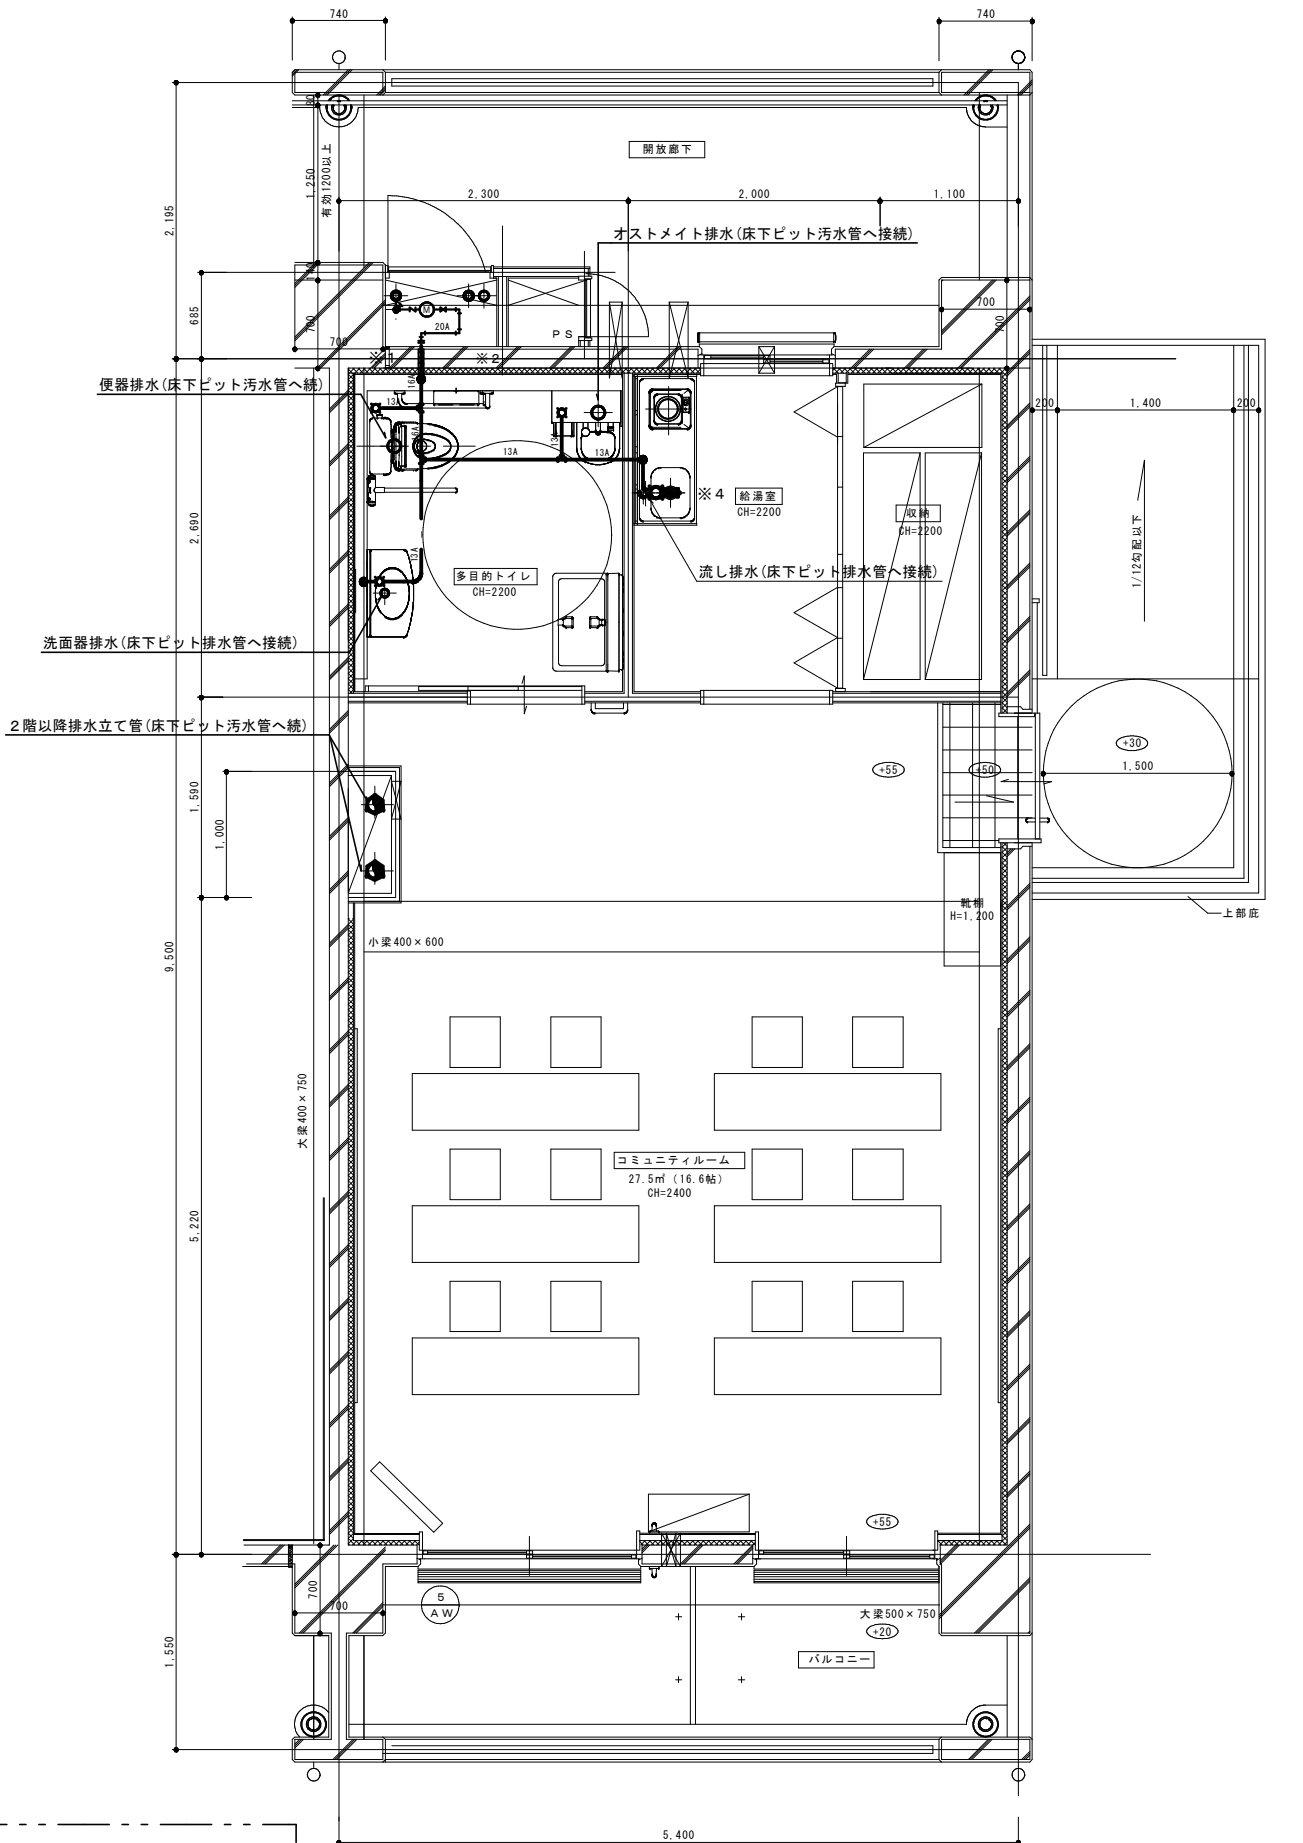 740
740
開放廊下
80
1,250
有効1200以上
2,195
2,300
2,000
1,100
オストメイト排水(床下ピット汚水管へ接続)
685
700
700
M
20A
PS
700
700
※1
※2
16A
便器排水(床下ピット汚水管へ続)
13A
16A
13A
13A
13A
※4
給湯室
CH=2200
収納
CH=2200
200
1,400
200
1/12勾配以下
2,690
13A
多目的トイレ
CH=2200
流し排水(床下ピット排水管へ接続)
洗面器排水(床下ピット排水管へ接続)
2階以降排水立て管(床下ピット汚水管へ続)
+55
+50
+30
1,500
1,590
1,000
靴棚
H=1,200
上部庇
小梁400×600
9,500
大梁400×750
コミュニティルーム
27.5㎡ (16.6帖)
CH=2400
5,220
+55
700
700
5
AW
大梁500×750
+20
バルコニー
1,550
5,400